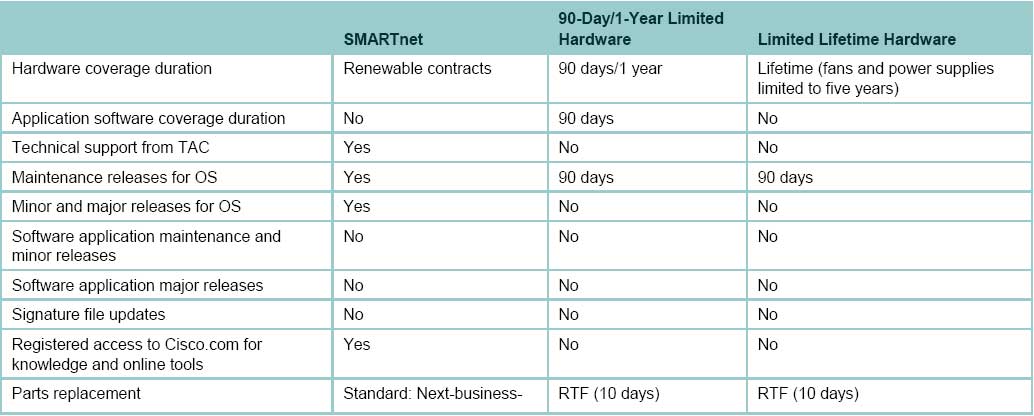 90-Day/1-Year Limited
SMARTnet Hardware Limited Lifetime Hardware
Hardware coverage duration Renewable contracts 90 days/1 year Lifetime (fans and power supplies
limited to five years)
Application software coverage duration No 90 days No
Technical support from TAC Yes No No
Maintenance releases for OS Yes 90 days 90 days
Minor and major releases for OS Yes No No
Software application maintenance and No No No
minor releases
Software application major releases No No No
Signature file updates No No No
Registered access to Cisco.com for Yes No No
knowledge and online tools
Parts replacement Standard: Next-business- RTF (10 days) RTF (10 days)